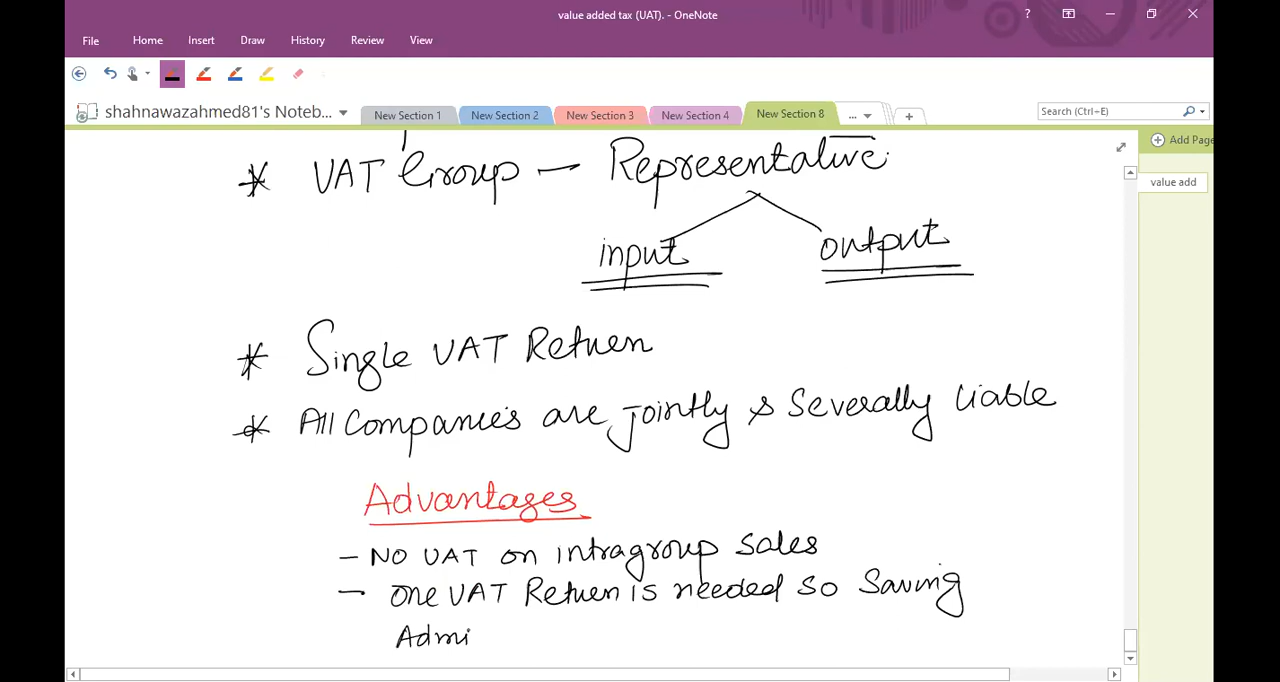 value added tax (UAT). - OneNote
?
File Home Insert Draw History Review View
shahnawazahmed81's Noteb... New Section 1 New Section 2 New Section 3 New Section 4 New Section 8 ... + Search (Ctrl+E)
Add Page
value add
* VAT Group - Representative
input output
* Single VAT Return
* All Companies are jointly & Severally liable
Advantages
- NO VAT on intragroup Sales
- One VAT Return is needed so Saving
Admi